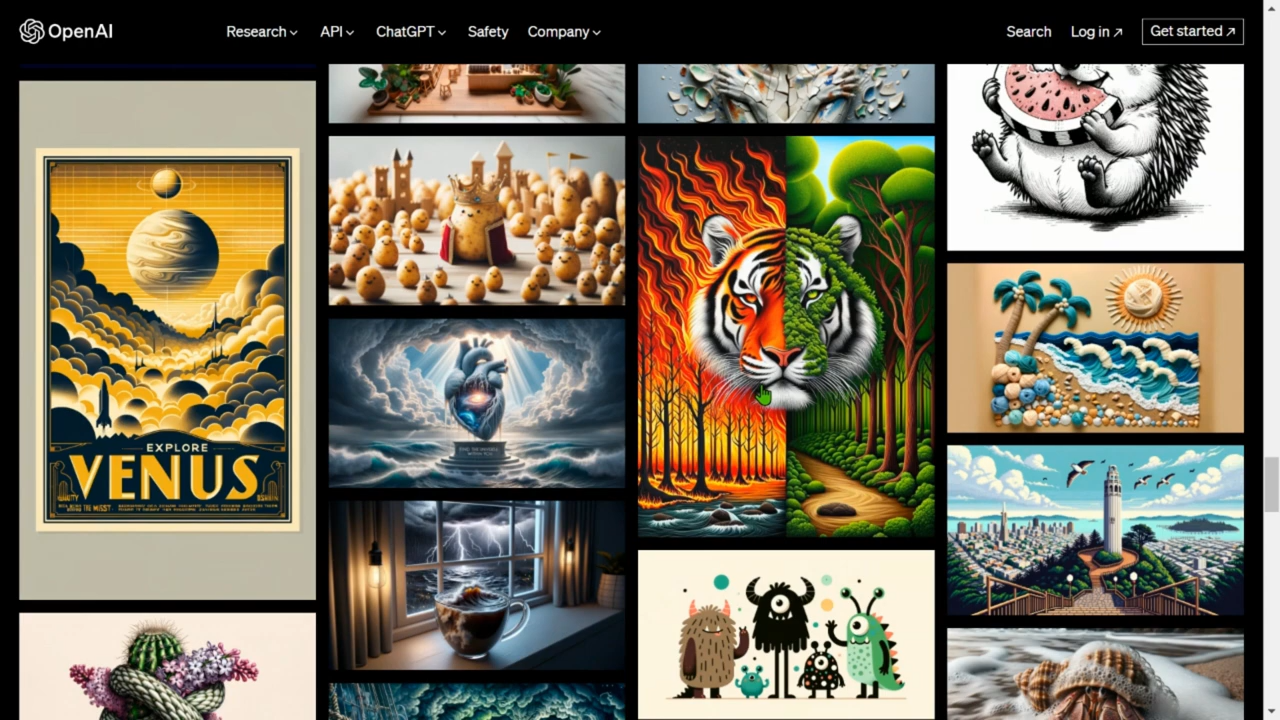 OpenAI
Research
API
ChatGPT
Safety
Company
Search
Log in ↗
Get started ↗
EXPLORE
VENUS